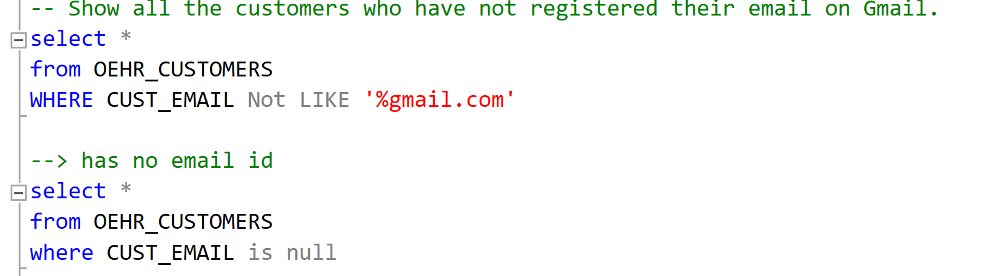 -- Show all the customers who have not registered their email on Gmail.
select *
from OEHR_CUSTOMERS
WHERE CUST_EMAIL Not LIKE '%gmail.com'
--> has no email id
select *
from OEHR_CUSTOMERS
where CUST_EMAIL is null